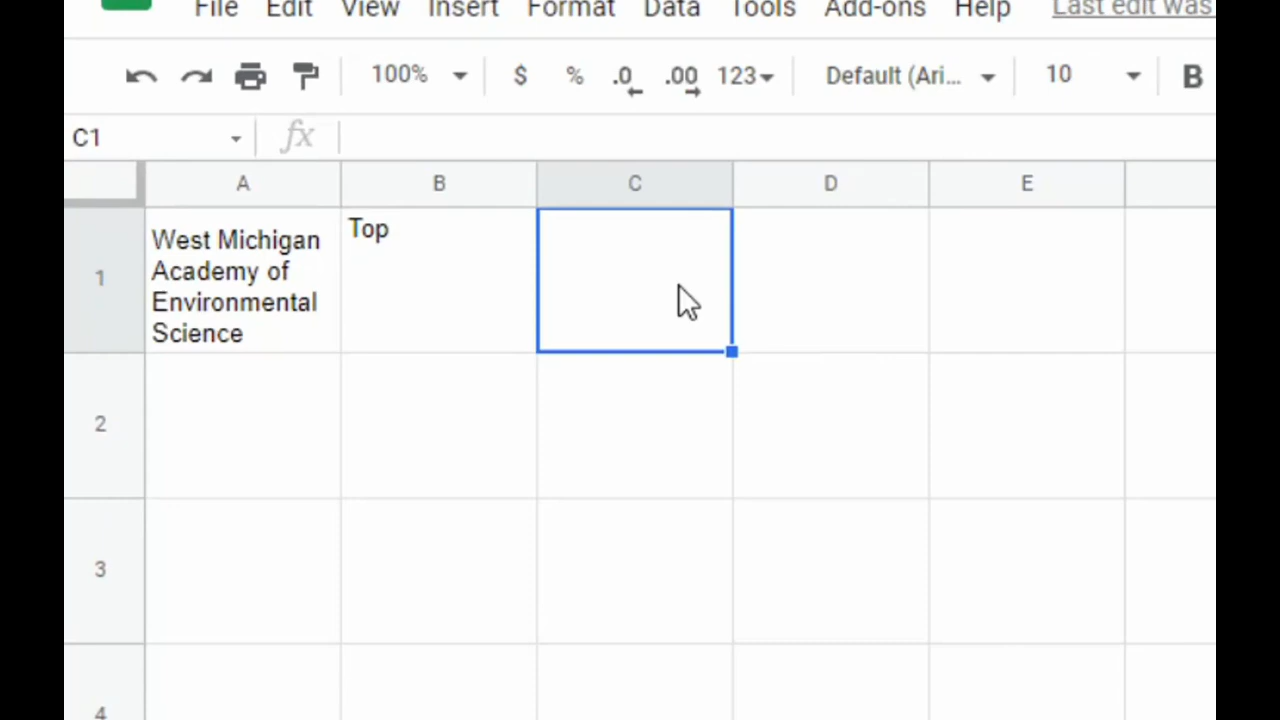 File Edit View Insert Format Data Tools Add-ons Help Last edit was
100% $ % .0 .00 123 Default (Ari... 10 B
C1 fx
A B C D E
1 West Michigan Academy of Environmental Science Top
2
3
4